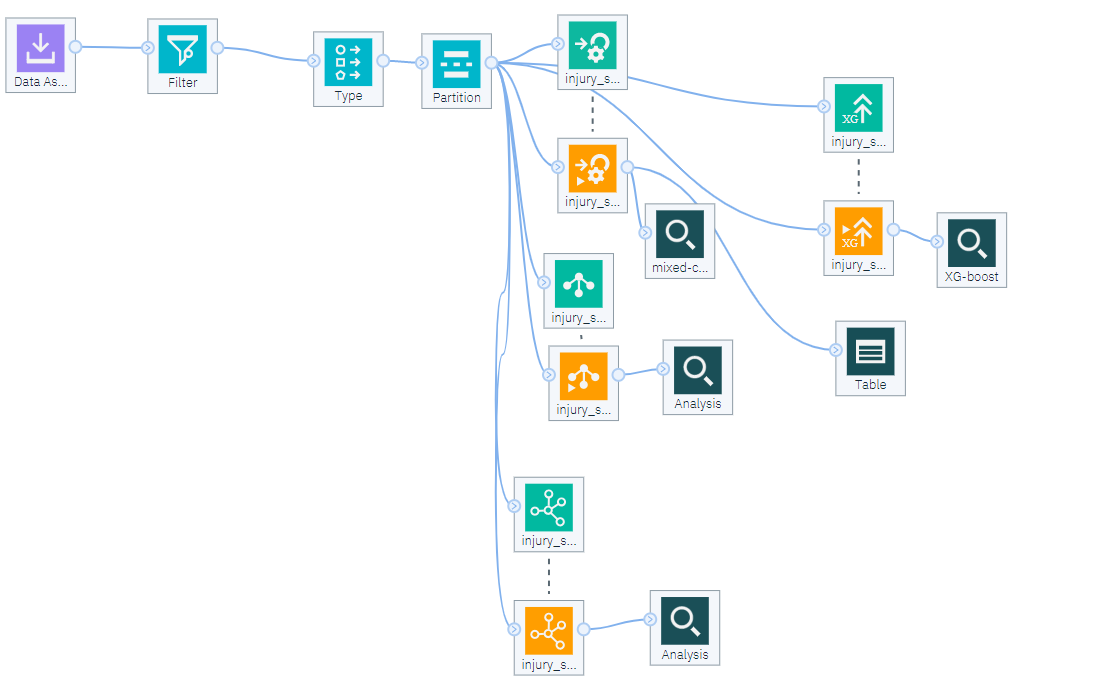 Data As...
Filter
Type
Partition
injury_s...
injury_s...
mixed-c...
injury_s...
injury_s...
Analysis
injury_s...
injury_s...
Analysis
XG
injury_s...
XG
injury_s...
XG-boost
Table